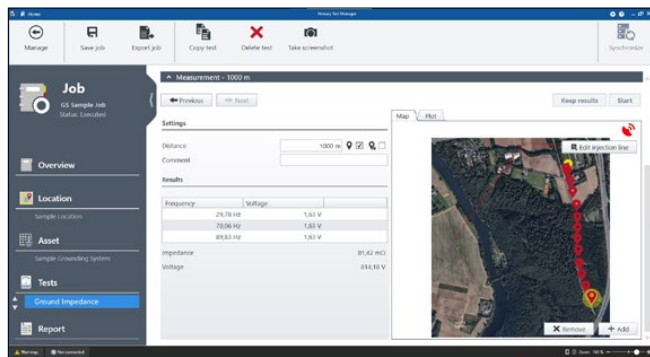 Home
Primary Test Manager
Manage
Save job
Export job
Copy test
Delete test
Take screenshot
Synchronize
Job
GS Sample Job
Status: Executed
Measurement - 1000 m
Previous
Next
Keep results
Start
Settings
Distance
1000 m
Comment
Results
Frequency Voltage
29,78 Hz 1,63 V
70,06 Hz 1,63 V
89,83 Hz 1,63 V
Impedance
81,42 mΩ
Voltage
Map
Plot
Edit injection line
Remove
Add
Overview
Location
Sample Location
Asset
Sample Grounding System
Tests
Ground Impedance
Report
Warnings
Not connected
Zoom